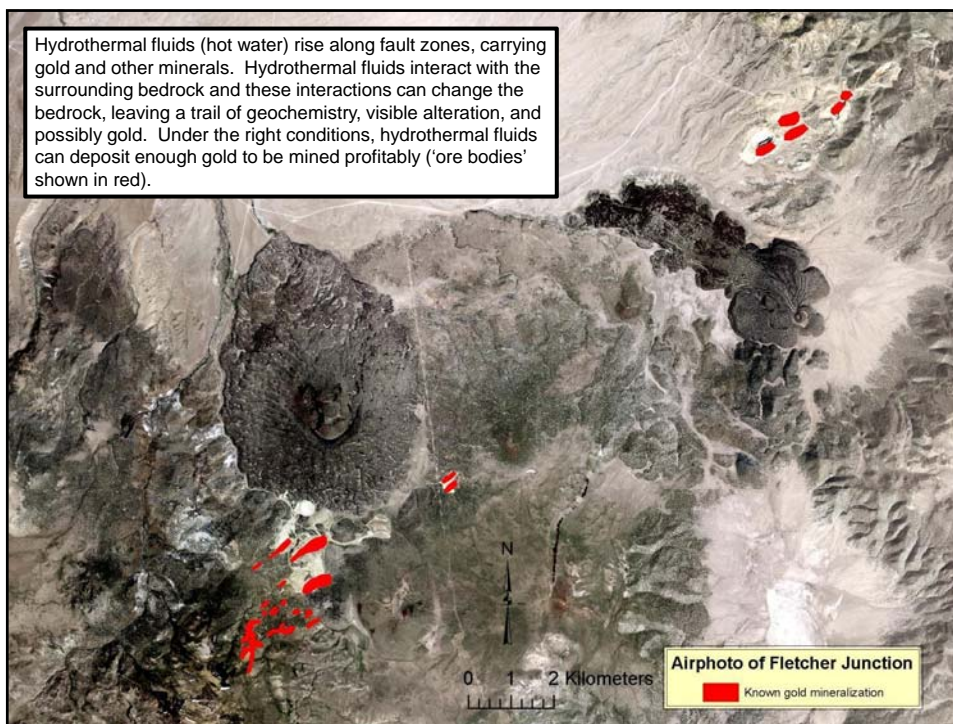 Hydrothermal fluids (hot water) rise along fault zones, carrying
gold and other minerals.  Hydrothermal fluids interact with the
surrounding bedrock and these interactions can change the
bedrock, leaving a trail of geochemistry, visible alteration, and
possibly gold.  Under the right conditions, hydrothermal fluids
can deposit enough gold to be mined profitably (‘ore bodies’
shown in red).
N
0 1 2 Kilometers
Airphoto of Fletcher Junction
Known gold mineralization